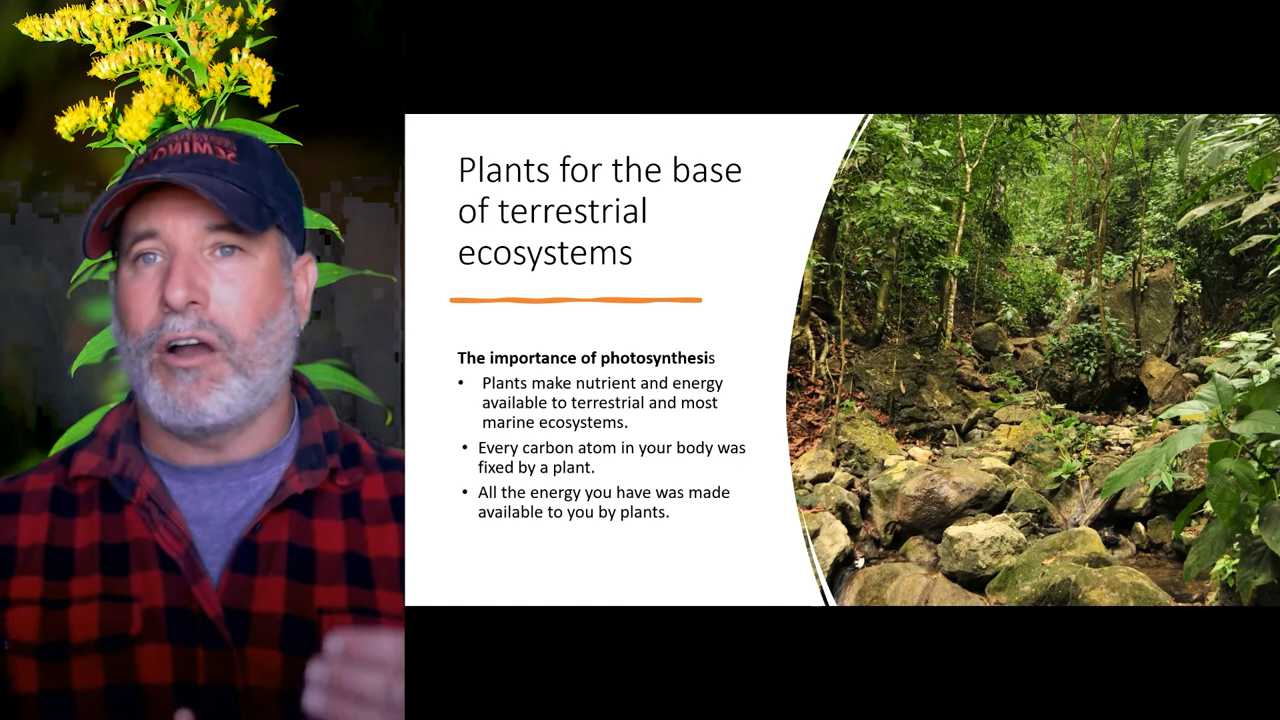 Plants for the base
of terrestrial
ecosystems
The importance of photosynthesis
• Plants make nutrient and energy
available to terrestrial and most
marine ecosystems.
• Every carbon atom in your body was
fixed by a plant.
• All the energy you have was made
available to you by plants.